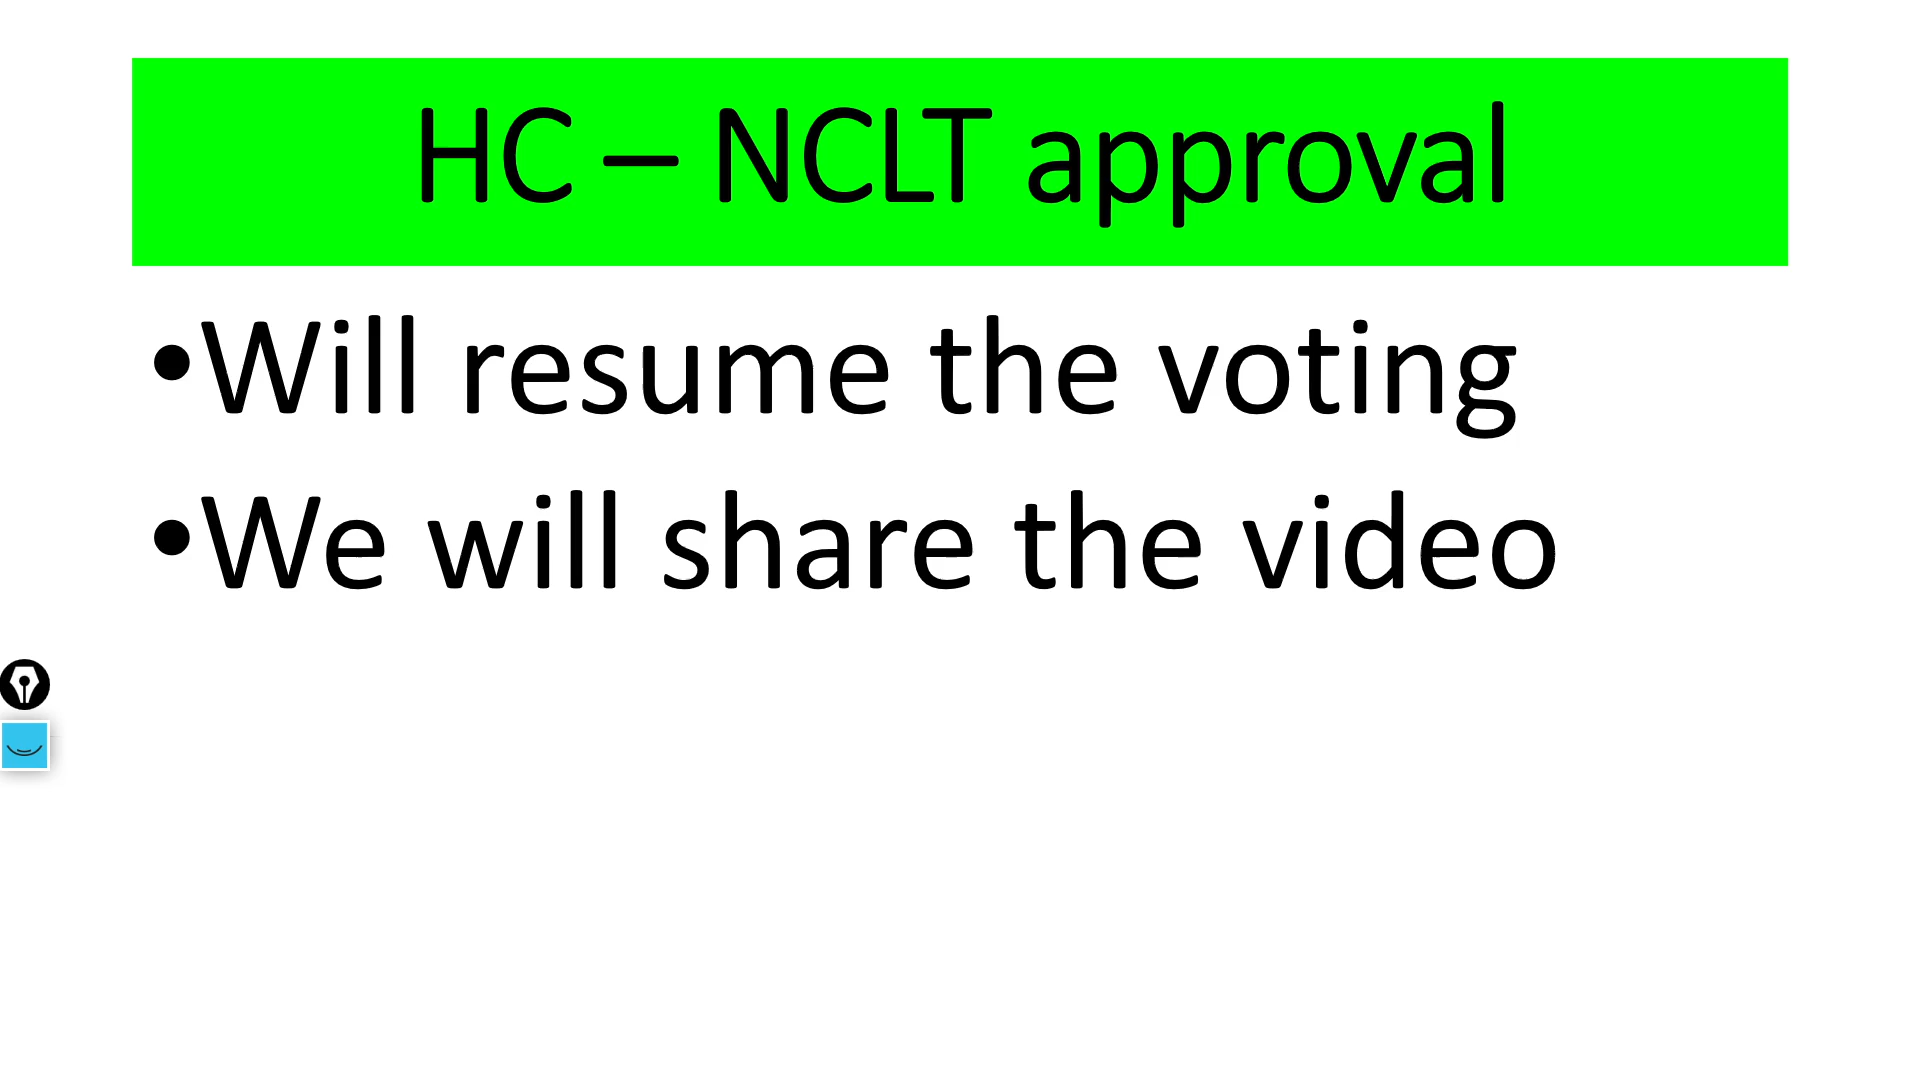 HC – NCLT approval
•Will resume the voting
•We will share the video